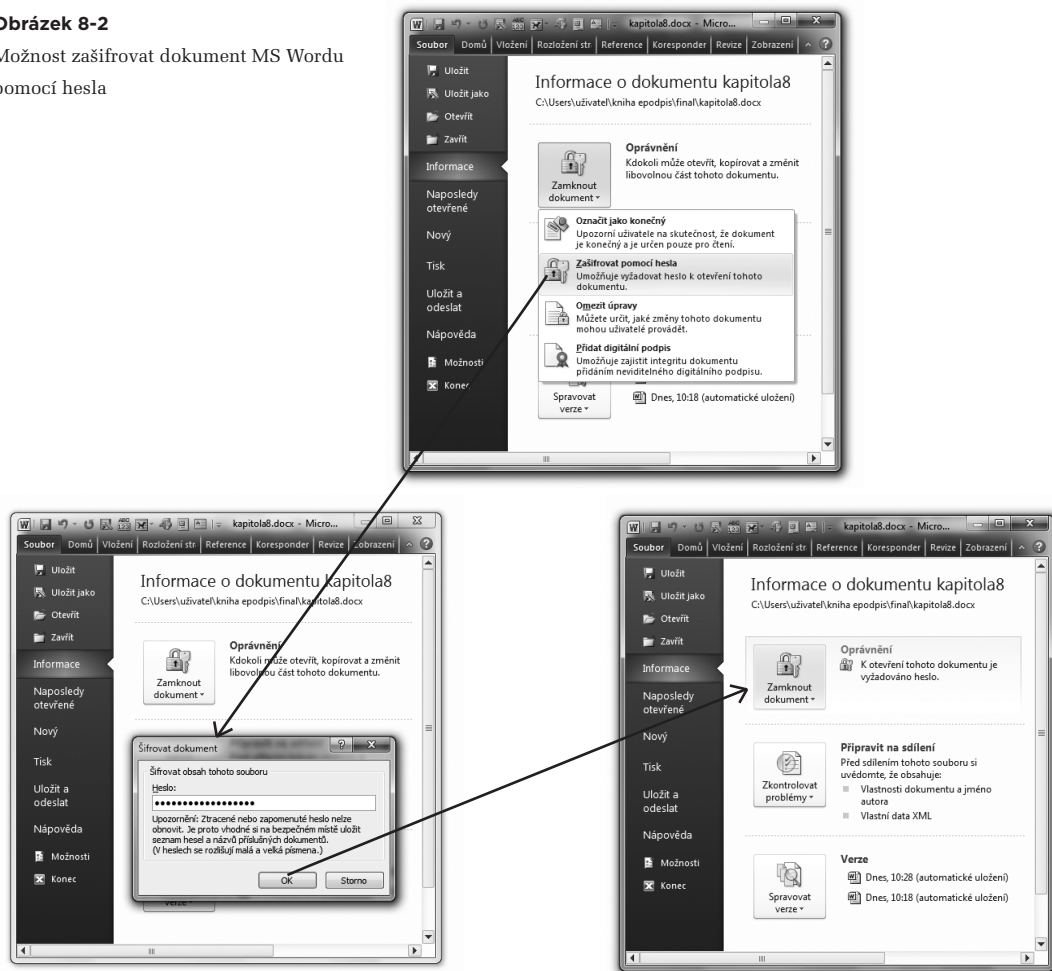 Obrázek 8-2
Možnost zašifrovat dokument MS Wordu
pomocí hesla
kapitola8.docx - Micro...
Soubor Domů Vložení Rozložení str Reference Koresponder Revize Zobrazení
Uložit
Uložit jako
Otevřít
Zavřít
Informace
Naposledy
otevřené
Nový
Tisk
Uložit a
odeslat
Nápověda
Možnosti
Konec
Informace o dokumentu kapitola8
C:\Users\uživatel\kniha epodpis\final\kapitola8.docx
Zamknout
dokument
Oprávnění
Kdokoli může otevřít, kopírovat a změnit
libovolnou část tohoto dokumentu.
Označit jako konečný
Upozorní uživatele na skutečnost, že dokument
je konečný a je určen pouze pro čtení.
Zašifrovat pomocí hesla
Umožňuje vyžadovat heslo k otevření tohoto
dokumentu.
Omezit úpravy
Můžete určit, jaké změny tohoto dokumentu
mohou uživatelé provádět.
Přidat digitální podpis
Umožňuje zajistit integritu dokumentu
přidáním neviditelného digitálního podpisu.
Spravovat
verze
Dnes, 10:18 (automatické uložení)
kapitola8.docx - Micro...
Soubor Domů Vložení Rozložení str Reference Koresponder Revize Zobrazení
Uložit
Uložit jako
Otevřít
Zavřít
Informace
Naposledy
otevřené
Nový
Tisk
Uložit a
odeslat
Nápověda
Možnosti
Konec
Informace o dokumentu kapitola8
C:\Users\uživatel\kniha epodpis\final\kapitola8.docx
Zamknout
dokument
Oprávnění
Kdokoli může otevřít, kopírovat a změnit
libovolnou část tohoto dokumentu.
Šifrovat dokument
Šifrovat obsah tohoto souboru
Heslo:
Upozornění: Ztracené nebo zapomenuté heslo nelze
obnovit. Je proto vhodné si na bezpečném místě uložit
seznam hesel a názvů příslušných dokumentů.
(V heslech se rozlišují malá a velká písmena.)
OK Storno
verze
kapitola8.docx - Micro...
Soubor Domů Vložení Rozložení str Reference Koresponder Revize Zobrazení
Uložit
Uložit jako
Otevřít
Zavřít
Informace
Naposledy
otevřené
Nový
Tisk
Uložit a
odeslat
Nápověda
Možnosti
Konec
Informace o dokumentu kapitola8
C:\Users\uživatel\kniha epodpis\final\kapitola8.docx
Zamknout
dokument
Oprávnění
K otevření tohoto dokumentu je
vyžadováno heslo.
Zkontrolovat
problémy
Připravit na sdílení
Před sdílením tohoto souboru si
uvědomte, že obsahuje:
Vlastnosti dokumentu a jméno
autora
Vlastní data XML
Spravovat
verze
Verze
Dnes, 10:28 (automatické uložení)
Dnes, 10:18 (automatické uložení)